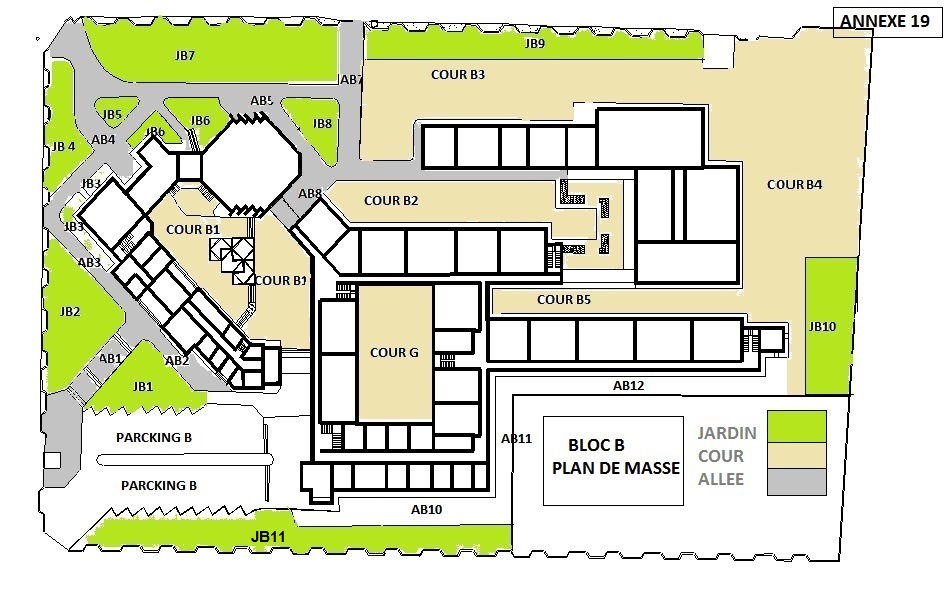 ANNEXE 19
JB7
JB9
COUR B3
AB7
AB5
JB5
JB6
JB8
JB6
AB4
JB 4
JB3
AB8
COUR B4
COUR B2
JB3
COUR B1
AB3
COUR B1
COUR B5
JB2
JB10
COUR G
AB1
AB2
JB1
AB12
PARCKING B
AB11
BLOC B
PLAN DE MASSE
JARDIN
COUR
ALLEE
PARCKING B
AB10
JB11